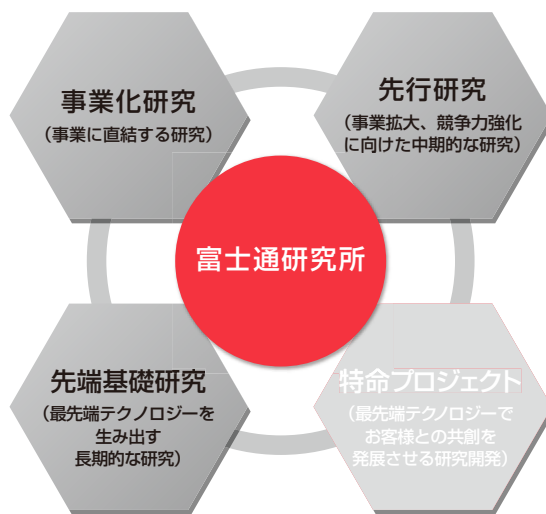 事業化研究
（事業に直結する研究）
先行研究
（事業拡大、競争力強化
に向けた中期的な研究）
富士通研究所
先端基礎研究
（最先端テクノロジーを
生み出す
長期的な研究）
特命プロジェクト
（最先端テクノロジーで
お客様との共創を
発展させる研究開発）